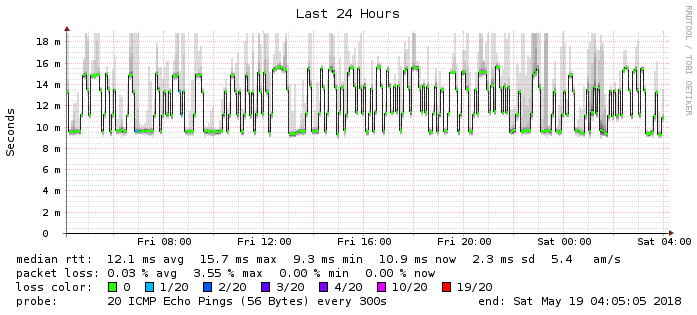 Last 24 Hours
RRDTOOL / TOBI OETIKER
Seconds
18 m
16 m
14 m
12 m
10 m
8 m
6 m
4 m
2 m
0
Fri 08:00 Fri 12:00 Fri 16:00 Fri 20:00 Sat 00:00 Sat 04:00
median rtt: 12.1 ms avg 15.7 ms max 9.3 ms min 10.9 ms now 2.3 ms sd 5.4 am/s
packet loss: 0.03 % avg 3.55 % max 0.00 % min 0.00 % now
loss color: 0 1/20 2/20 3/20 4/20 10/20 19/20
probe: 20 ICMP Echo Pings (56 Bytes) every 300s end: Sat May 19 04:05:05 2018